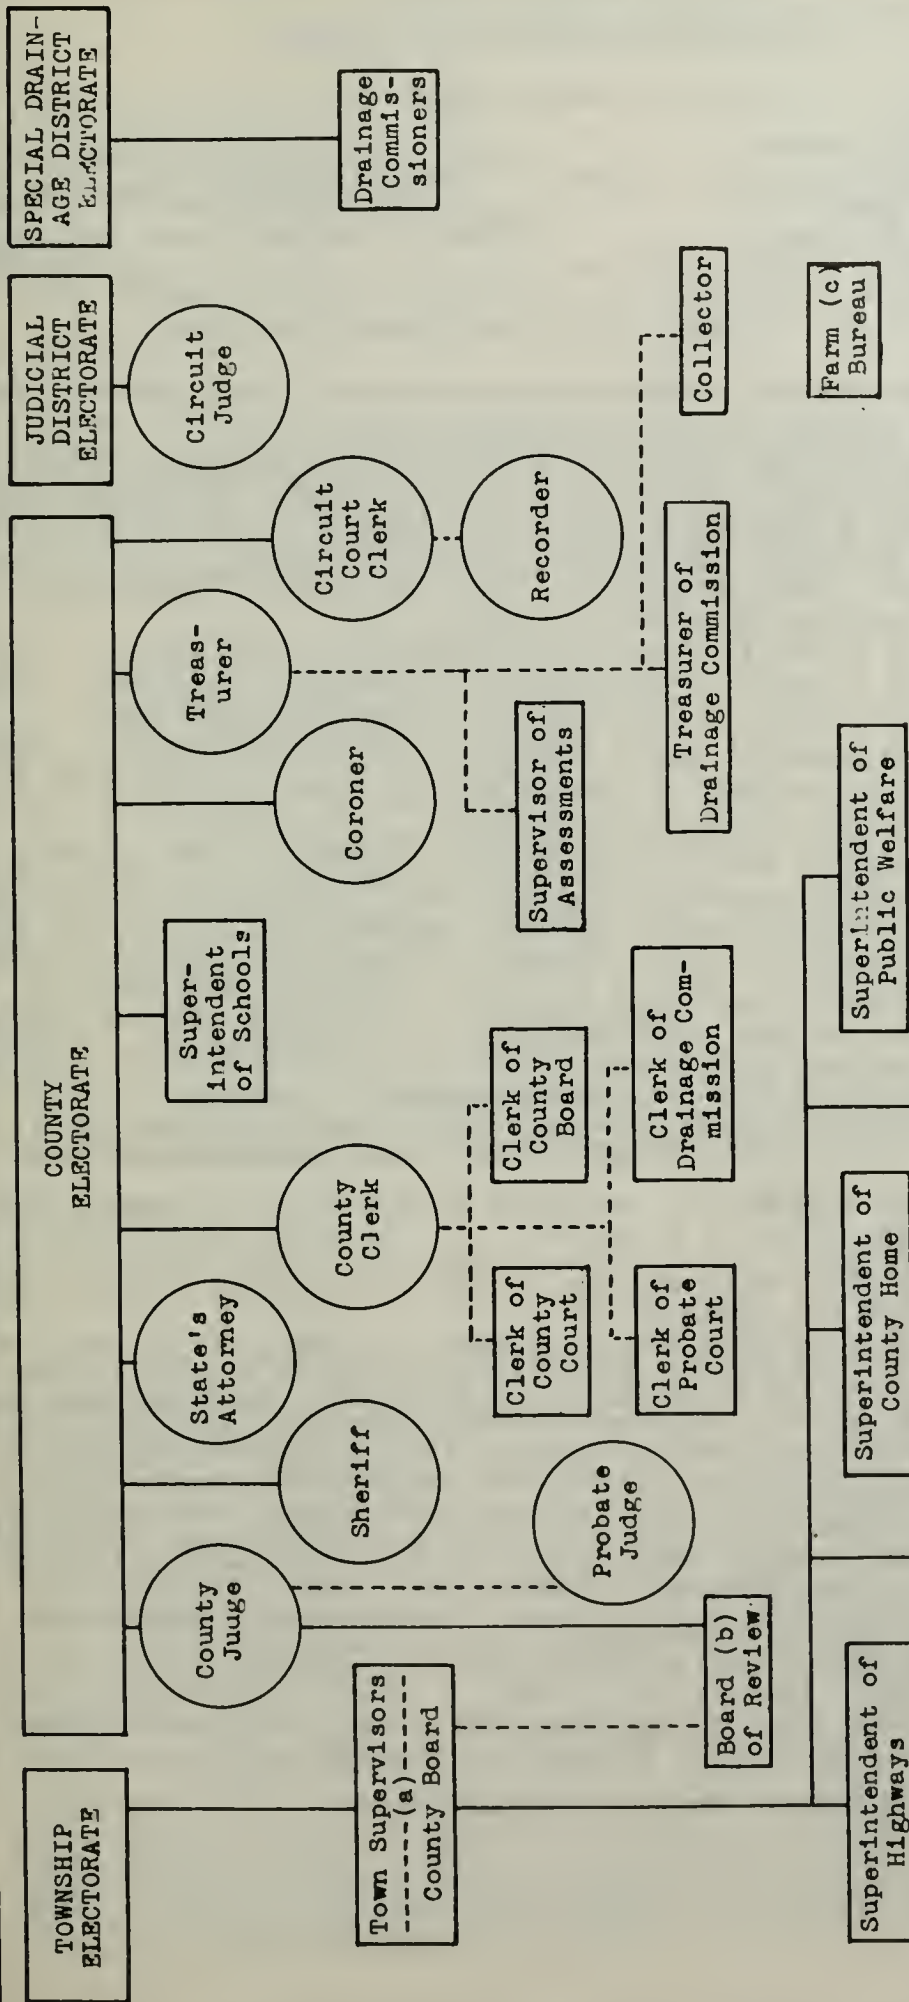 TOWNSHIP
ELECTORATE
COUNTY
ELECTORATE
JUDICIAL
DISTRICT
ELECTORATE
SPECIAL DRAIN-
AGE DISTRICT
ELECTORATE
County
Juuge
Sheriff
State's
Attorney
County
Clerk
Super-
intendent
of Schools
Coroner
Treas-
urer
Circuit
Court
Clerk
Circuit
Judge
Drainage
Commis-
sioners
Town Supervisors
------(a)------
County Board
Probate
Judge
Clerk of
County
Court
Clerk of
County
Board
Supervisor of
Assessments
Recorder
Board (b)
of Review
Clerk of
Probate
Court
Clerk of
Drainage Com-
mission
Treasurer of
Drainage Commission
Collector
Superintendent of
Highways
Superintendent of
County Home
Superintendent of
Public Welfare
Farm (c)
Bureau